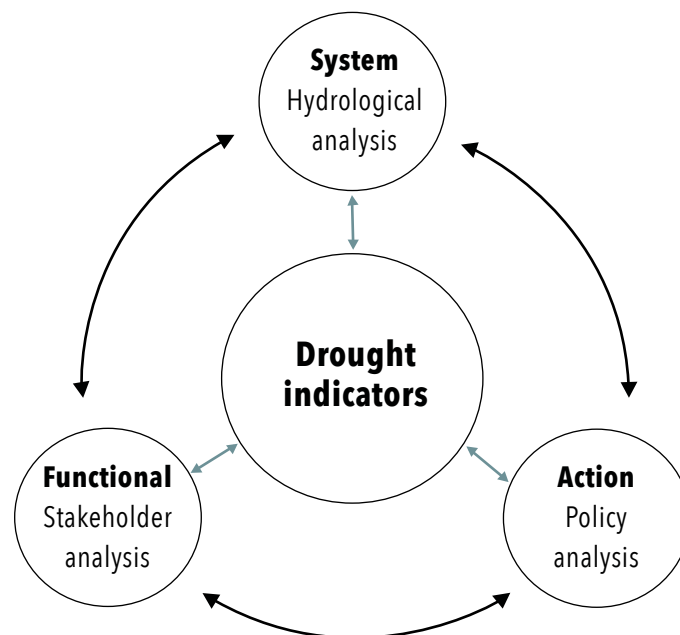 System
Hydrological
analysis
Drought
indicators
Functional
Stakeholder
analysis
Action
Policy
analysis